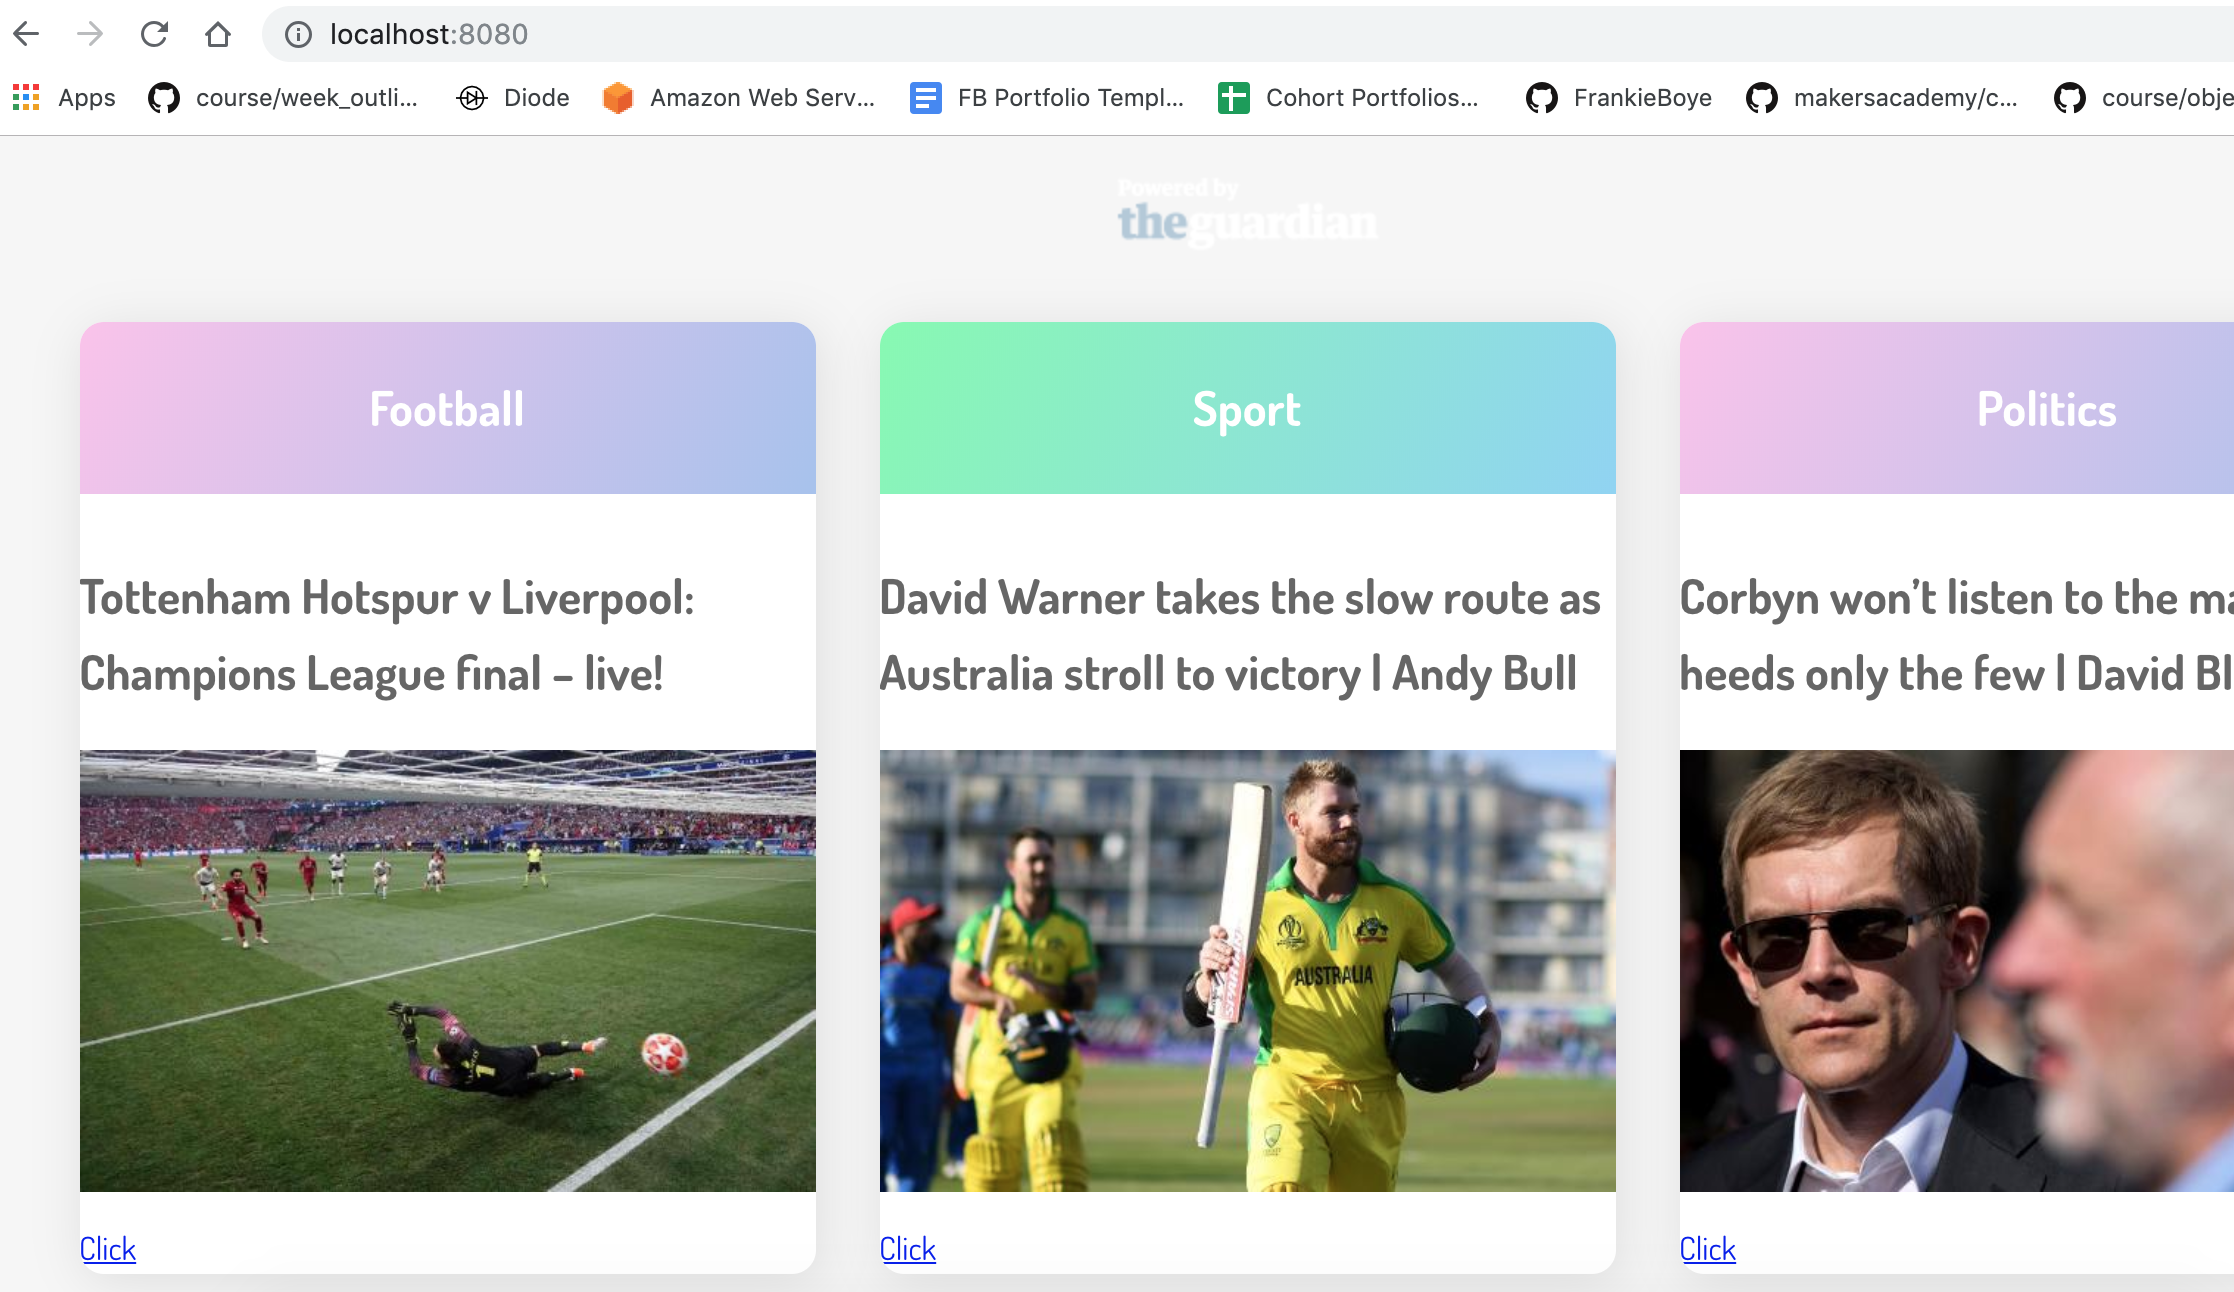 localhost:8080
Apps course/week_outli... Diode Amazon Web Serv... FB Portfolio Templ... Cohort Portfolios... FrankieBoye makersacademy/c... course/obje
Powered by
theguardian
Football
Sport
Politics
Tottenham Hotspur v Liverpool:
Champions League final – live!
David Warner takes the slow route as
Australia stroll to victory | Andy Bull
Corbyn won’t listen to the ma
heeds only the few | David Bl
AUSTRALIA
1
Click
Click
Click